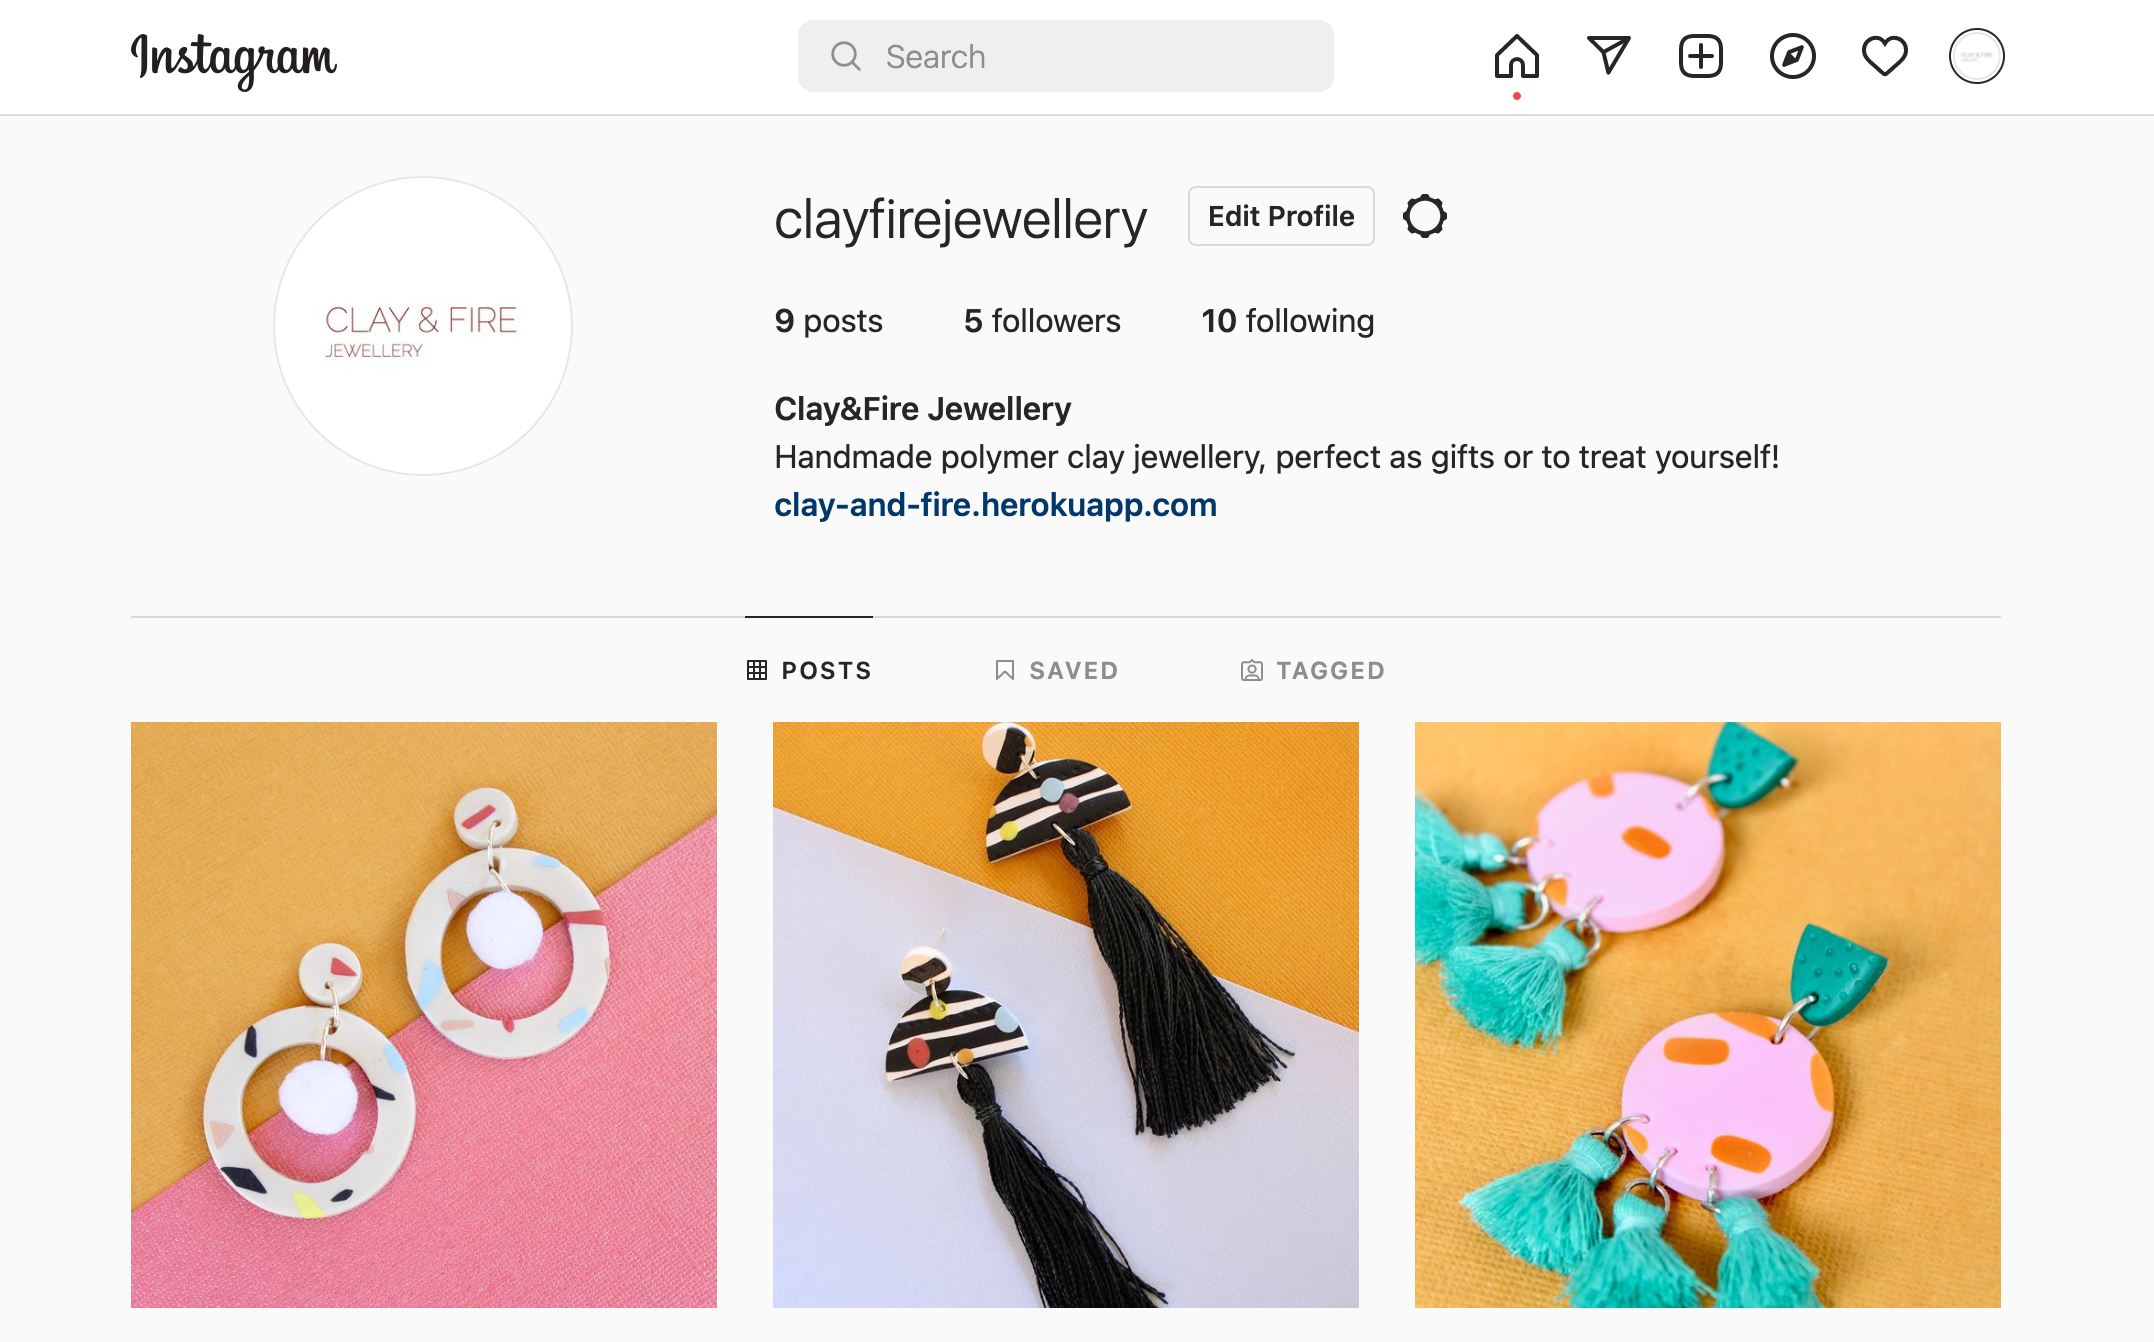 Instagram
Search
clayfirejewellery
Edit Profile
CLAY & FIRE
JEWELLERY
9 posts
5 followers
10 following
Clay&Fire Jewellery
Handmade polymer clay jewellery, perfect as gifts or to treat yourself!
clay-and-fire.herokuapp.com
POSTS
SAVED
TAGGED